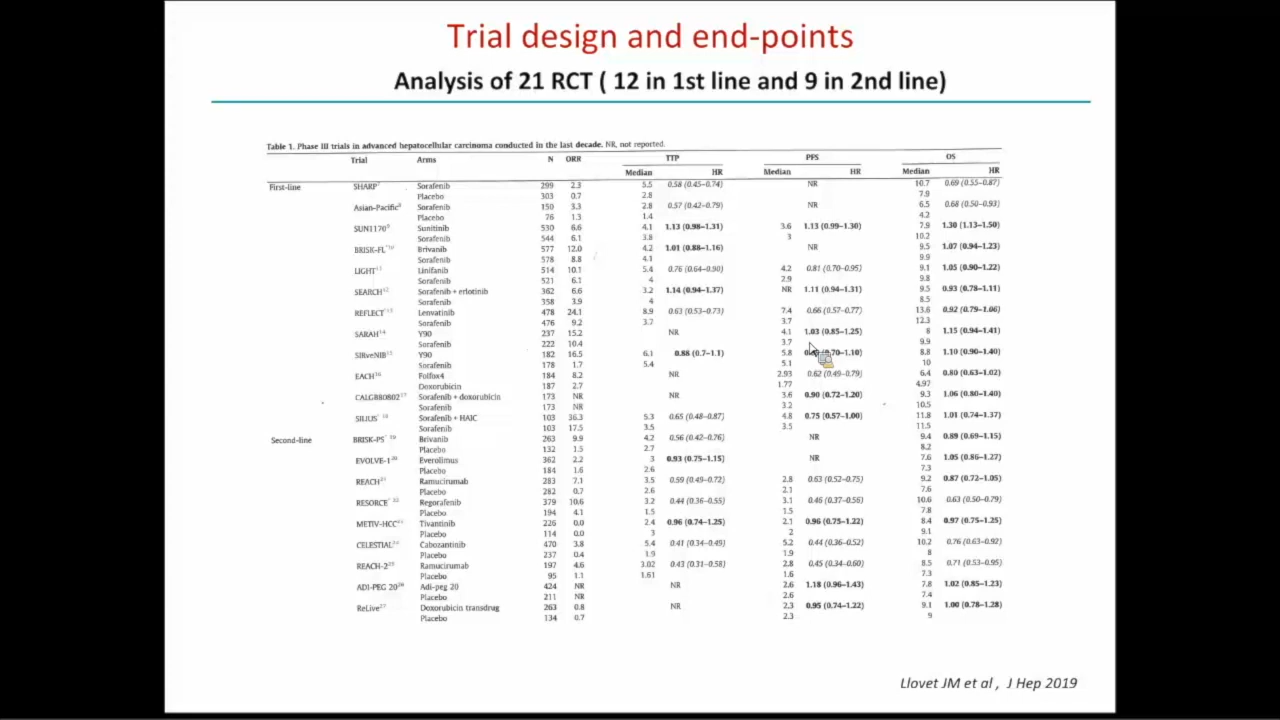 Trial design and end-points
Analysis of 21 RCT ( 12 in 1st line and 9 in 2nd line)
Table 1. Phase III trials in advanced hepatocellular carcinoma conducted in the last decade. NR, not reported.
Trial Arms N ORR TTP PFS OS
Median HR Median HR Median HR
First-line SHARP Sorafenib 299 2.3 5.5 0.58 (0.45–0.74) NR 10.7 0.69 (0.55–0.87)
Placebo 303 0.7 2.8 7.9
Asian–Pacific Sorafenib 150 3.3 2.8 0.57 (0.42–0.79) NR 6.5 0.68 (0.50–0.93)
Placebo 76 1.3 1.4 4.2
SUN1170 Sunitinib 530 6.6 4.1 1.13 (0.98–1.31) 3.6 1.13 (0.99–1.30) 7.9 1.30 (1.13–1.50)
Sorafenib 544 6.1 3.8 3 10.2
BRISK-FL Brivanib 577 12.0 4.2 1.01 (0.88–1.16) NR 9.5 1.07 (0.94–1.23)
Sorafenib 578 8.8 4.1 9.9
LIGHT Linifanib 514 10.1 5.4 0.76 (0.64–0.90) 4.2 0.81 (0.70–0.95) 9.1 1.05 (0.90–1.22)
Sorafenib 521 6.1 4 2.9 9.8
SEARCH Sorafenib + erlotinib 362 6.6 3.2 1.14 (0.94–1.37) NR 1.11 (0.94–1.31) 9.5 0.93 (0.78–1.11)
Sorafenib 358 3.9 4 8.5
REFLECT Lenvatinib 478 24.1 8.9 0.63 (0.53–0.73) 7.4 0.66 (0.57–0.77) 13.6 0.92 (0.79–1.06)
Sorafenib 476 9.2 3.7 3.7 12.3
SARAH Y90 237 15.2 NR 4.1 1.03 (0.85–1.25) 8 1.15 (0.94–1.41)
Sorafenib 222 10.4 3.7 9.9
SIRveNIB Y90 182 16.5 6.1 0.88 (0.7–1.1) 5.8 0.70–1.10) 8.8 1.10 (0.90–1.40)
Sorafenib 178 1.7 5.4 5.1 10
EACH Folfox4 184 8.2 NR 2.93 0.62 (0.49–0.79) 6.4 0.80 (0.63–1.02)
Doxorubicin 187 2.7 1.77 4.97
CALGB80802 Sorafenib + doxorubicin 173 NR NR 3.6 0.90 (0.72–1.20) 9.3 1.06 (0.80–1.40)
Sorafenib 173 NR 3.2 10.5
SILIUS Sorafenib + HAIC 103 36.3 5.3 0.65 (0.48–0.87) 4.8 0.75 (0.57–1.00) 11.8 1.01 (0.74–1.37)
Sorafenib 103 17.5 3.5 3.5 11.5
Second-line BRISK-PS Brivanib 263 9.9 4.2 0.56 (0.42–0.76) NR 9.4 0.89 (0.69–1.15)
Placebo 132 1.5 2.7 8.2
EVOLVE-1 Everolimus 362 2.2 3 0.93 (0.75–1.15) NR 7.6 1.05 (0.86–1.27)
Placebo 184 1.6 2.6 7.3
REACH Ramucirumab 283 7.1 3.5 0.59 (0.49–0.72) 2.8 0.63 (0.52–0.75) 9.2 0.87 (0.72–1.05)
Placebo 282 0.7 2.6 2.1 7.6
RESORCE Regorafenib 379 10.6 3.2 0.44 (0.36–0.55) 3.1 0.46 (0.37–0.56) 10.6 0.63 (0.50–0.79)
Placebo 194 4.1 1.5 1.5 7.8
METIV-HCC Tivantinib 226 0.0 2.4 0.96 (0.74–1.25) 2.1 0.96 (0.75–1.22) 8.4 0.97 (0.75–1.25)
Placebo 114 0.0 3 2 9.1
CELESTIAL Cabozantinib 470 3.8 5.4 0.41 (0.34–0.49) 5.2 0.44 (0.36–0.52) 10.2 0.76 (0.63–0.92)
Placebo 237 0.4 1.9 1.9 8
REACH-2 Ramucirumab 197 4.6 3.02 0.43 (0.31–0.58) 2.8 0.45 (0.34–0.60) 8.5 0.71 (0.53–0.95)
Placebo 95 1.1 1.61 1.6 7.3
ADI-PEG 20 Adi-peg 20 424 NR NR 2.6 1.18 (0.96–1.43) 7.8 1.02 (0.85–1.23)
Placebo 211 NR 2.6 7.4
ReLive Doxorubicin transdrug 263 0.8 NR 2.3 0.95 (0.74–1.22) 9.1 1.00 (0.78–1.28)
Placebo 134 0.7 2.3 9
Llovet JM et al , J Hep 2019